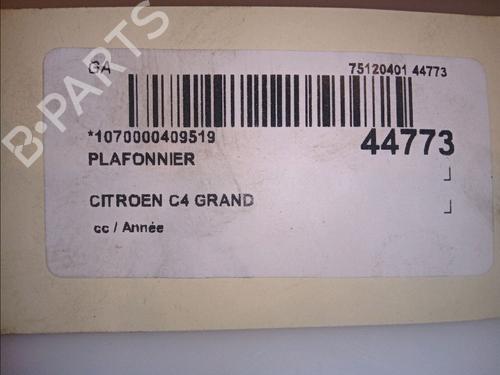 GA 75120401 44773
*1070000409519 44773
PLAFONNIER
CITROEN C4 GRAND
cc / Année
B-PARTS